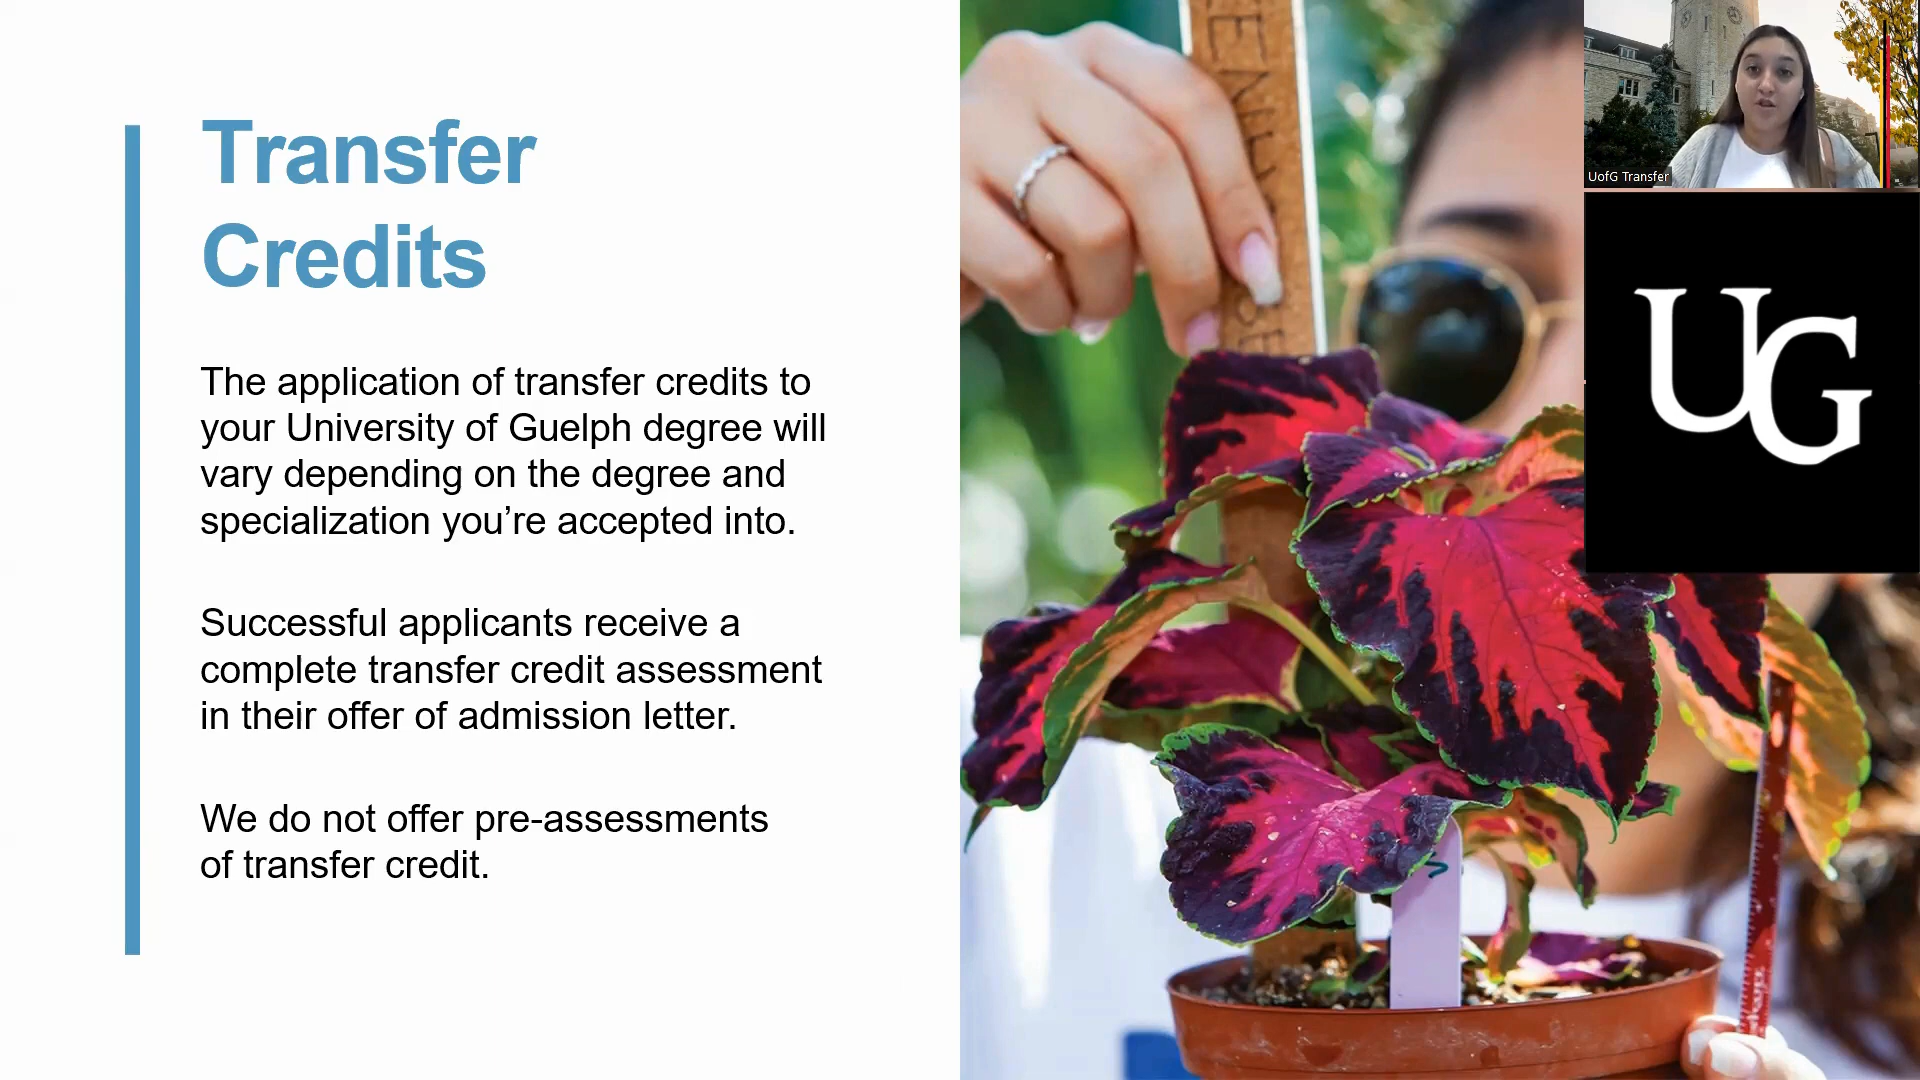 Transfer
Credits
The application of transfer credits to
your University of Guelph degree will
vary depending on the degree and
specialization you’re accepted into.
Successful applicants receive a
complete transfer credit assessment
in their offer of admission letter.
We do not offer pre-assessments
of transfer credit.
UofG Transfer
UG